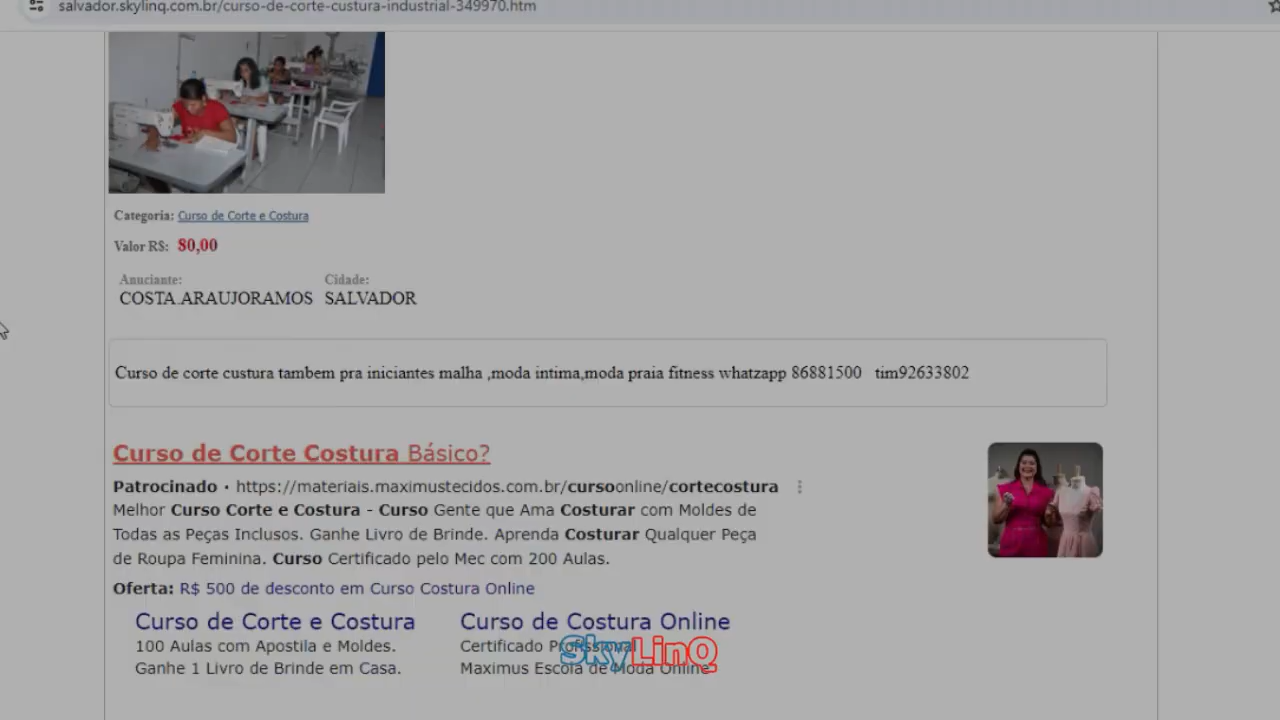 salvador.skylinq.com.br/curso-de-corte-custura-industrial-349970.htm
Categoria: Curso de Corte e Costura
Valor R$: 80,00
Anuciante: Cidade:
COSTA.ARAUJORAMOS SALVADOR
Curso de corte custura tambem pra iniciantes malha ,moda intima,moda praia fitness whatzapp 86881500 tim92633802
Curso de Corte Costura Básico?
Patrocinado · https://materiais.maximustecidos.com.br/cursoonline/cortecostura
Melhor Curso Corte e Costura - Curso Gente que Ama Costurar com Moldes de
Todas as Peças Inclusos. Ganhe Livro de Brinde. Aprenda Costurar Qualquer Peça
de Roupa Feminina. Curso Certificado pelo Mec com 200 Aulas.
Oferta: R$ 500 de desconto em Curso Costura Online
Curso de Corte e Costura Curso de Costura Online
100 Aulas com Apostila e Moldes. Certificado Profissional
Ganhe 1 Livro de Brinde em Casa. Maximus Escola de Moda Online.
SkyLinQ